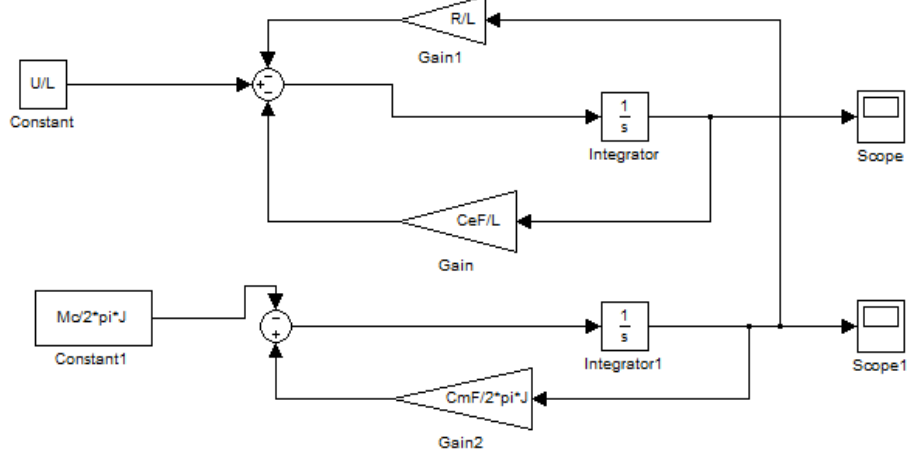 R/L
Gain1
U/L
Constant
+
−
−
1
s
Integrator
Scope
CeF/L
Gain
Mc/2*pi*J
Constant1
−
+
1
s
Integrator1
Scope1
CmF/2*pi*J
Gain2